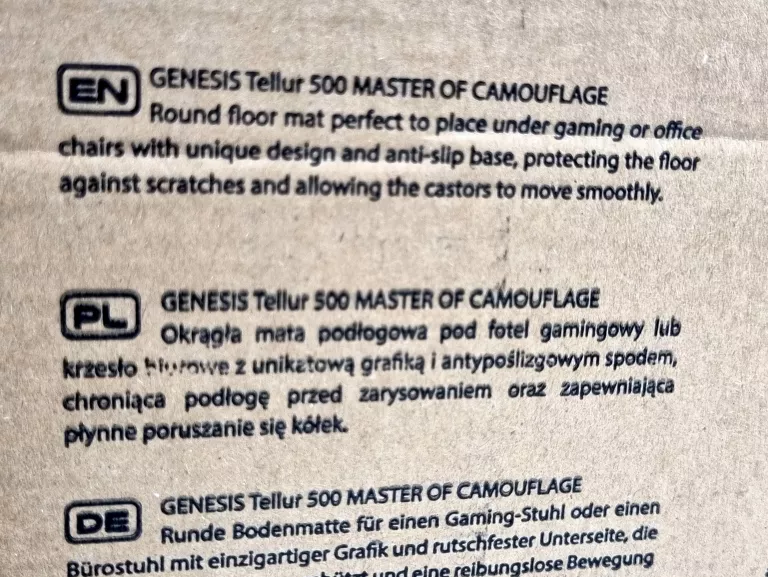 EN GENESIS Tellur 500 MASTER OF CAMOUFLAGE
Round floor mat perfect to place under gaming or office
chairs with unique design and anti-slip base, protecting the floor
against scratches and allowing the castors to move smoothly.
PL GENESIS Tellur 500 MASTER OF CAMOUFLAGE
Okrągła mata podłogowa pod fotel gamingowy lub
krzesło biurowe z unikatową grafiką i antypoślizgowym spodem,
chroniąca podłogę przed zarysowaniem oraz zapewniająca
płynne poruszanie się kółek.
DE GENESIS Tellur 500 MASTER OF CAMOUFLAGE
Runde Bodenmatte für einen Gaming-Stuhl oder einen
Bürostuhl mit einzigartiger Grafik und rutschfester Unterseite, die
und eine reibungslose Bewegung